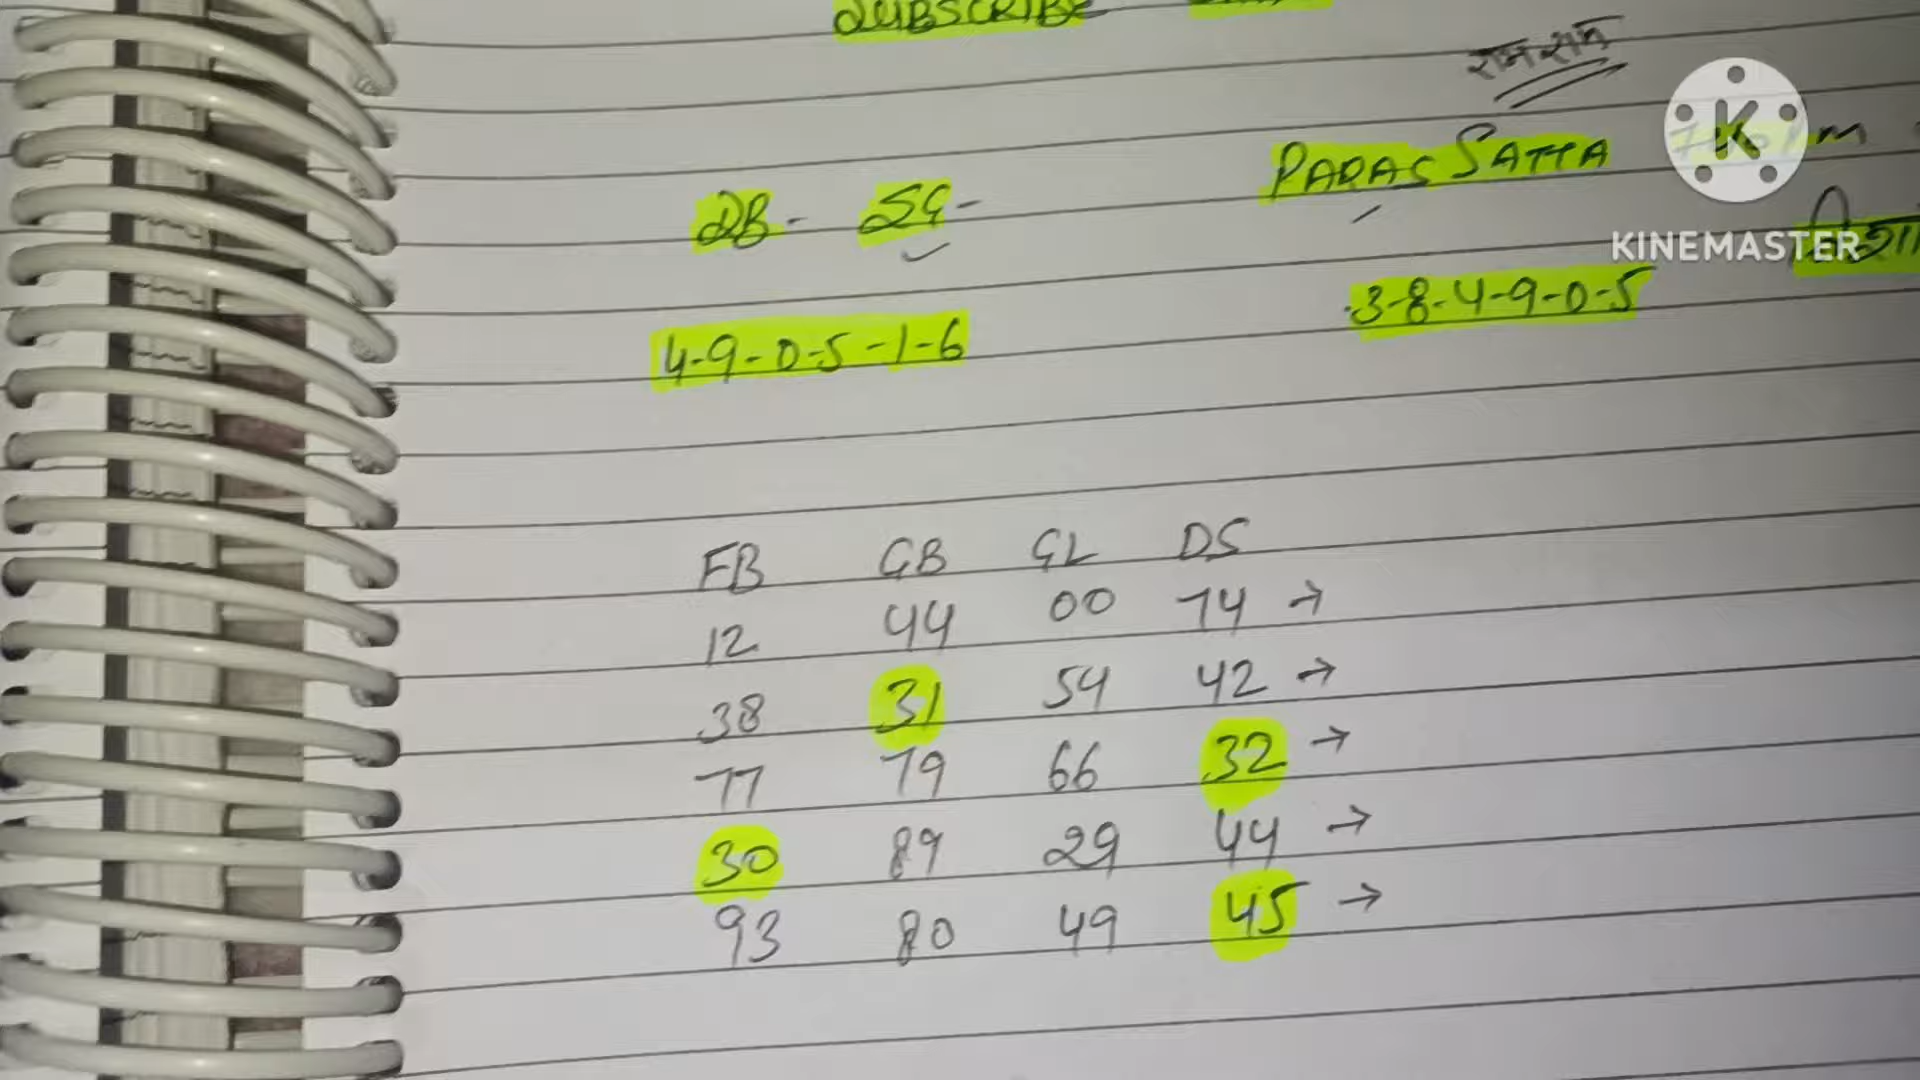 SUBSCRIBE
राम राम
PARAS SATTA
DB - SG -
KINEMASTER
3-8-4-9-0-5
4-9-0-5-1-6
FB GB GL DS
12 44 00 74 →
38 31 54 42 →
77 79 66 32 →
30 89 29 44 →
93 80 49 45 →